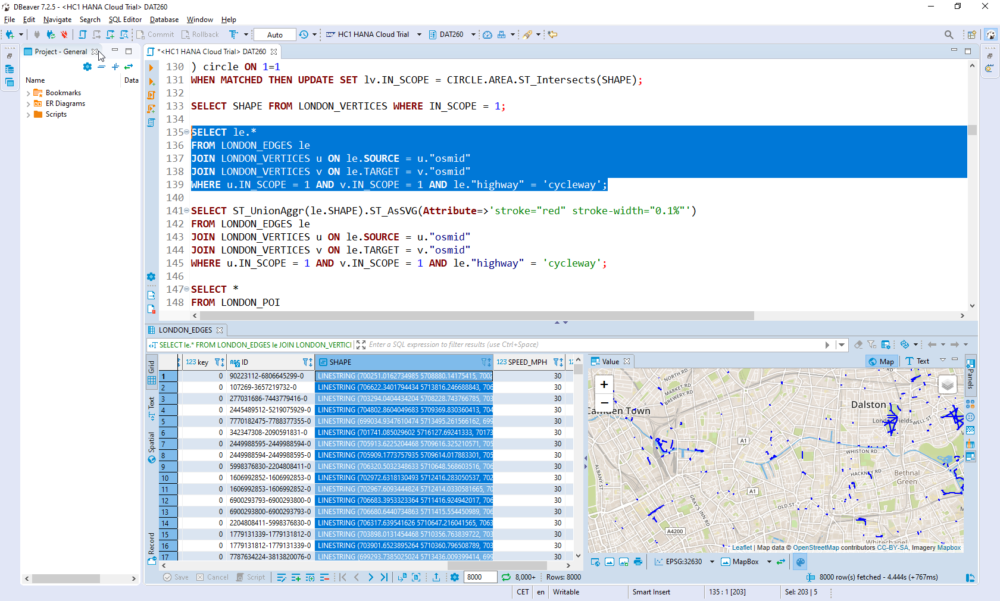 DBeaver 7.2.5 - <HC1 HANA Cloud Trial> DAT260
File Edit Navigate Search SQL Editor Database Window Help
Commit Rollback Auto HC1 HANA Cloud Trial DAT260
Project - General
Name Data
Bookmarks
ER Diagrams
Scripts
*<HC1 HANA Cloud Trial> DAT260
130 ) circle ON 1=1
131 WHEN MATCHED THEN UPDATE SET lv.IN_SCOPE = CIRCLE.AREA.ST_Intersects(SHAPE);
132
133 SELECT SHAPE FROM LONDON_VERTICES WHERE IN_SCOPE = 1;
134
135 SELECT le.*
136 FROM LONDON_EDGES le
137 JOIN LONDON_VERTICES u ON le.SOURCE = u."osmid"
138 JOIN LONDON_VERTICES v ON le.TARGET = v."osmid"
139 WHERE u.IN_SCOPE = 1 AND v.IN_SCOPE = 1 AND le."highway" = 'cycleway';
140
141 SELECT ST_UnionAggr(le.SHAPE).ST_AsSVG(Attribute=>'stroke="red" stroke-width="0.1%"')
142 FROM LONDON_EDGES le
143 JOIN LONDON_VERTICES u ON le.SOURCE = u."osmid"
144 JOIN LONDON_VERTICES v ON le.TARGET = v."osmid"
145 WHERE u.IN_SCOPE = 1 AND v.IN_SCOPE = 1 AND le."highway" = 'cycleway';
146
147 SELECT *
148 FROM LONDON_POI
LONDON_EDGES
SELECT le.* FROM LONDON_EDGES le JOIN LONDON_VERTICI Enter a SQL expression to filter results (use Ctrl+Space)
Grid
Text
Spatial
Record
123 key ABC ID SHAPE 123 SPEED_MPH 12
1 0 90223112-6806645299-0 LINESTRING (700251.0162734985 5708880.14175415, 7002 30
2 0 107269-3657219732-0 LINESTRING (706622.3401794434 5713816.246688843, 706 30
3 0 277031686-7443779416-0 LINESTRING (703294.0404434204 5708228.743766785, 703 30
4 0 2445489512-5219075929-0 LINESTRING (704802.8604049683 5709369.830360413, 704 30
5 0 7770182475-7788377355-0 LINESTRING (699034.9347610474 5713495.261566162, 699 30
6 0 342347308-2090591831-0 LINESTRING (701741.085029602 5716127.69241333, 70173 30
7 0 2449988595-2449988594-0 LINESTRING (705913.6225204468 5709616.325210571, 705 30
8 0 2449988594-2449988595-0 LINESTRING (705909.1773757935 5709614.017883301, 705 30
9 0 5998376830-2204808411-0 LINESTRING (706320.5032348633 5710648.568603516, 706 30
10 0 1606992852-1606992853-0 LINESTRING (702972.6318130493 5712416.283050537, 702 30
11 0 1606992853-1606992852-0 LINESTRING (702967.6093444824 5712414.0330581665, 70 30
12 0 6900293793-6900293800-0 LINESTRING (706683.3953323364 5711416.924942017, 706 30
13 0 6900293800-6900293793-0 LINESTRING (706680.6440734863 5711415.554450989, 706 30
14 0 2204808411-5998376830-0 LINESTRING (706317.639541626 5710647.216041565, 7063 30
15 0 1779131339-1779131812-0 LINESTRING (703898.0131454468 5710356.763839722, 703 30
16 0 1779131812-1779131339-0 LINESTRING (703901.6523895264 5710360.796508789, 703 30
17 0 7787634224-3813820076-0 LINESTRING (699293.7385025024 5713436.009399414, 699 30
Value Map Text
Panels
+
−
NORTH RD
MARKET RD
BREWERY RD
Camden Town
Dalston
London Fields
WELL ST
A1
WHISTON RD
ALBANY ST
HACKNEY RD
Bethnal
Green
A1
GRAY'S INN RD
OLD ST
A4200
Whitechapel
Leaflet | Map data © OpenStreetMap contributors CC-BY-SA, Imagery Mapbox
EPSG:32630 MapBox
Save Cancel Script 8000 8,000+ Rows: 8000 8000 row(s) fetched - 4.444s (+767ms)
CET en Writable Smart Insert 135 : 1 [203] Sel: 203 | 5